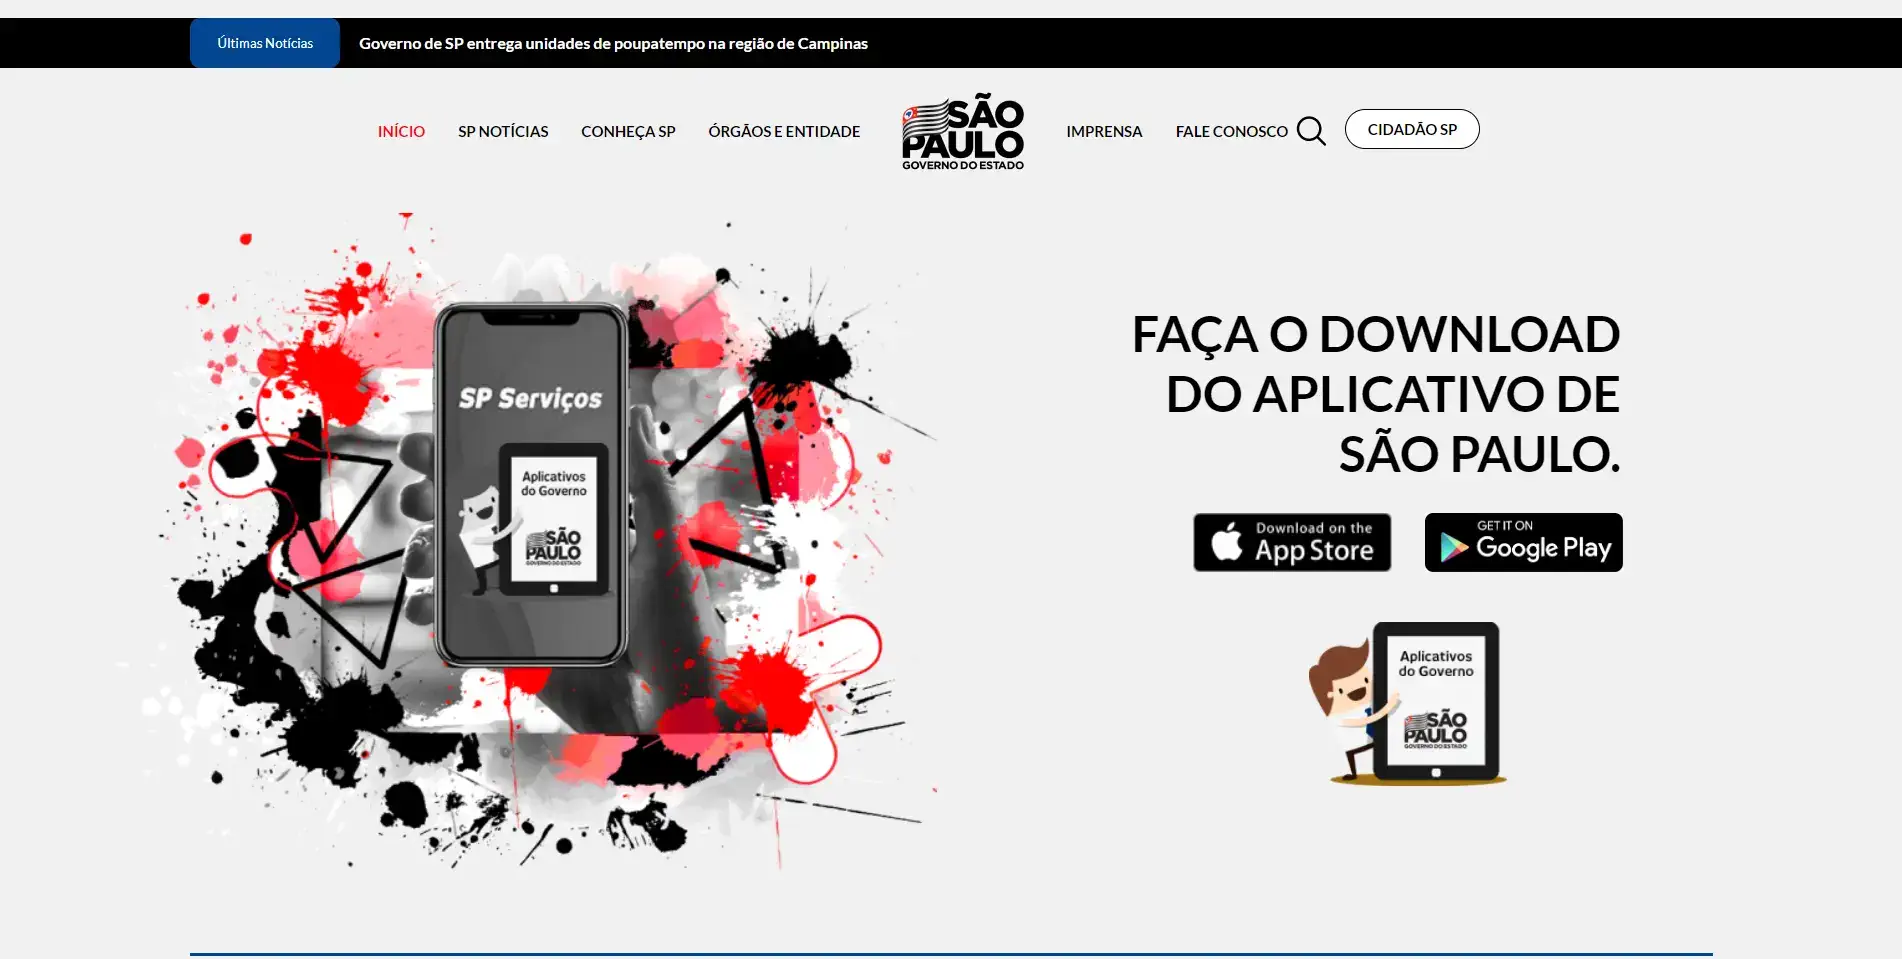 Últimas Notícias
Governo de SP entrega unidades de poupatempo na região de Campinas
INÍCIO
SP NOTÍCIAS
CONHEÇA SP
ÓRGÃOS E ENTIDADE
SÃO
PAULO
GOVERNO DO ESTADO
IMPRENSA
FALE CONOSCO
CIDADÃO SP
SP Serviços
Aplicativos
do Governo
SÃO
PAULO
GOVERNO DO ESTADO
FAÇA O DOWNLOAD
DO APLICATIVO DE
SÃO PAULO.
Download on the
App Store
GET IT ON
Google Play
Aplicativos
do Governo
SÃO
PAULO
GOVERNO DO ESTADO